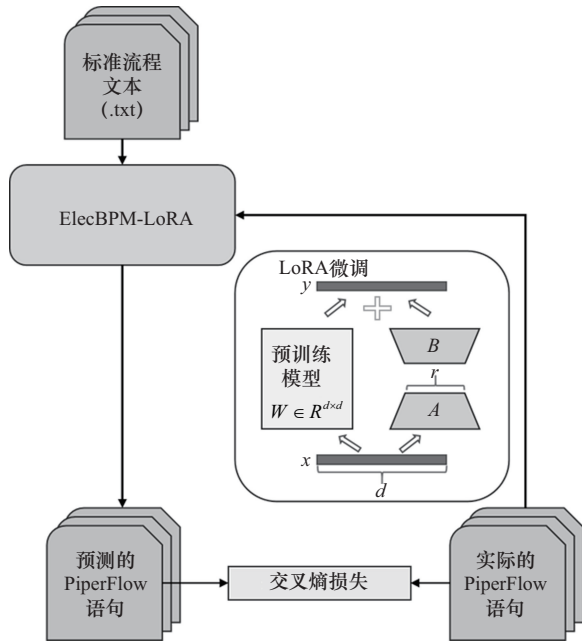 标准流程
文本
(.txt)
ElecBPM-LoRA
LoRA微调
y
预训练
模型
W ∈ R^{d×d}
B
r
A
x
d
预测的
PiperFlow
语句
交叉熵损失
实际的
PiperFlow
语句